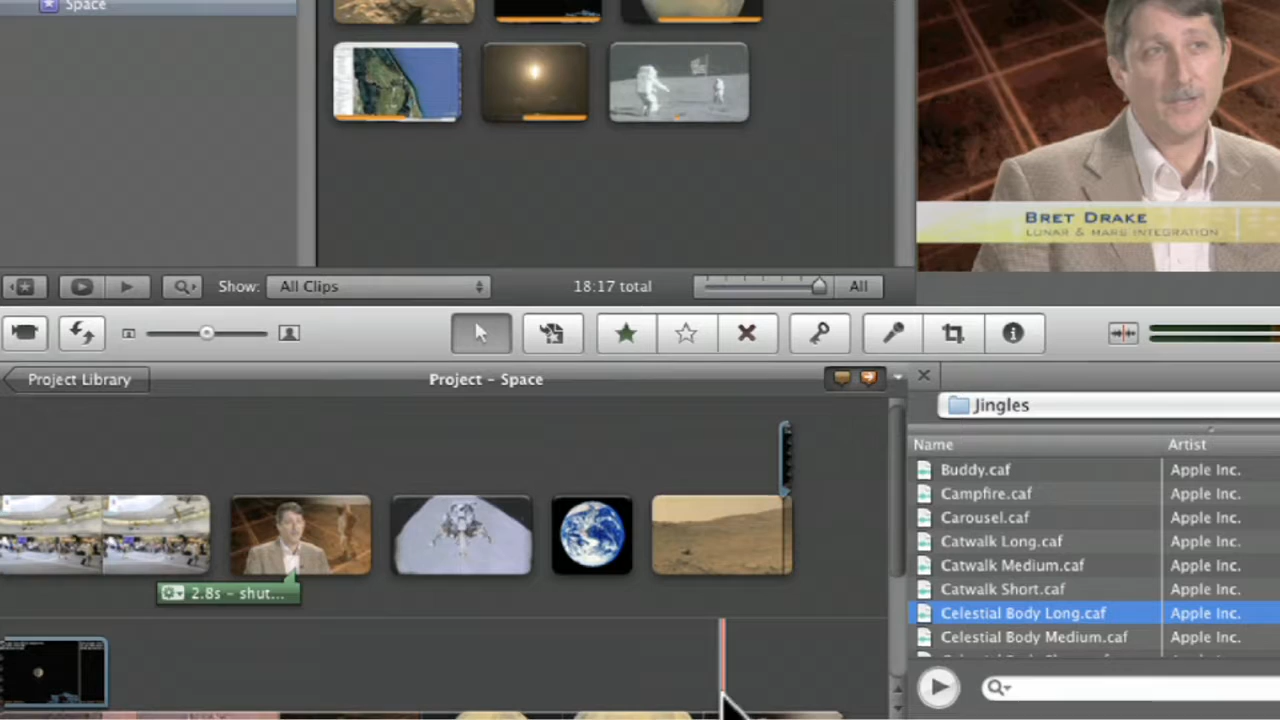 Space
BRET DRAKE
LUNAR & MARS INTEGRATION
Show: All Clips 18:17 total All
Project Library Project - Space
Jingles
Name Artist
Buddy.caf Apple Inc.
Campfire.caf Apple Inc.
Carousel.caf Apple Inc.
Catwalk Long.caf Apple Inc.
Catwalk Medium.caf Apple Inc.
Catwalk Short.caf Apple Inc.
2.8s – shut...
Celestial Body Long.caf Apple Inc.
Celestial Body Medium.caf Apple Inc.